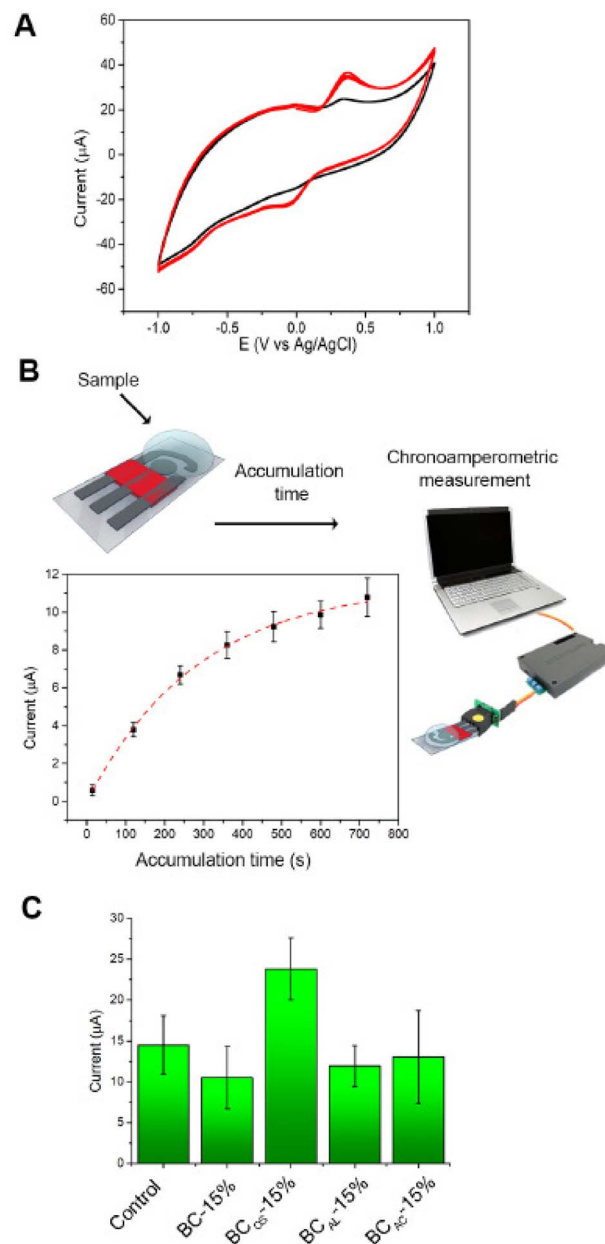 A
60
40
20
0
-20
-40
-60
Current (μA)
-1.0 -0.5 0.0 0.5 1.0
E (V vs Ag/AgCl)
B
Sample
Accumulation
time
Chronoamperometric
measurement
12
10
8
6
4
2
0
Current (μA)
0 100 200 300 400 500 600 700 800
Accumulation time (s)
C
30
25
20
15
10
5
0
Current (μA)
Control BC-15% BCOS-15% BCAL-15% BCAC-15%